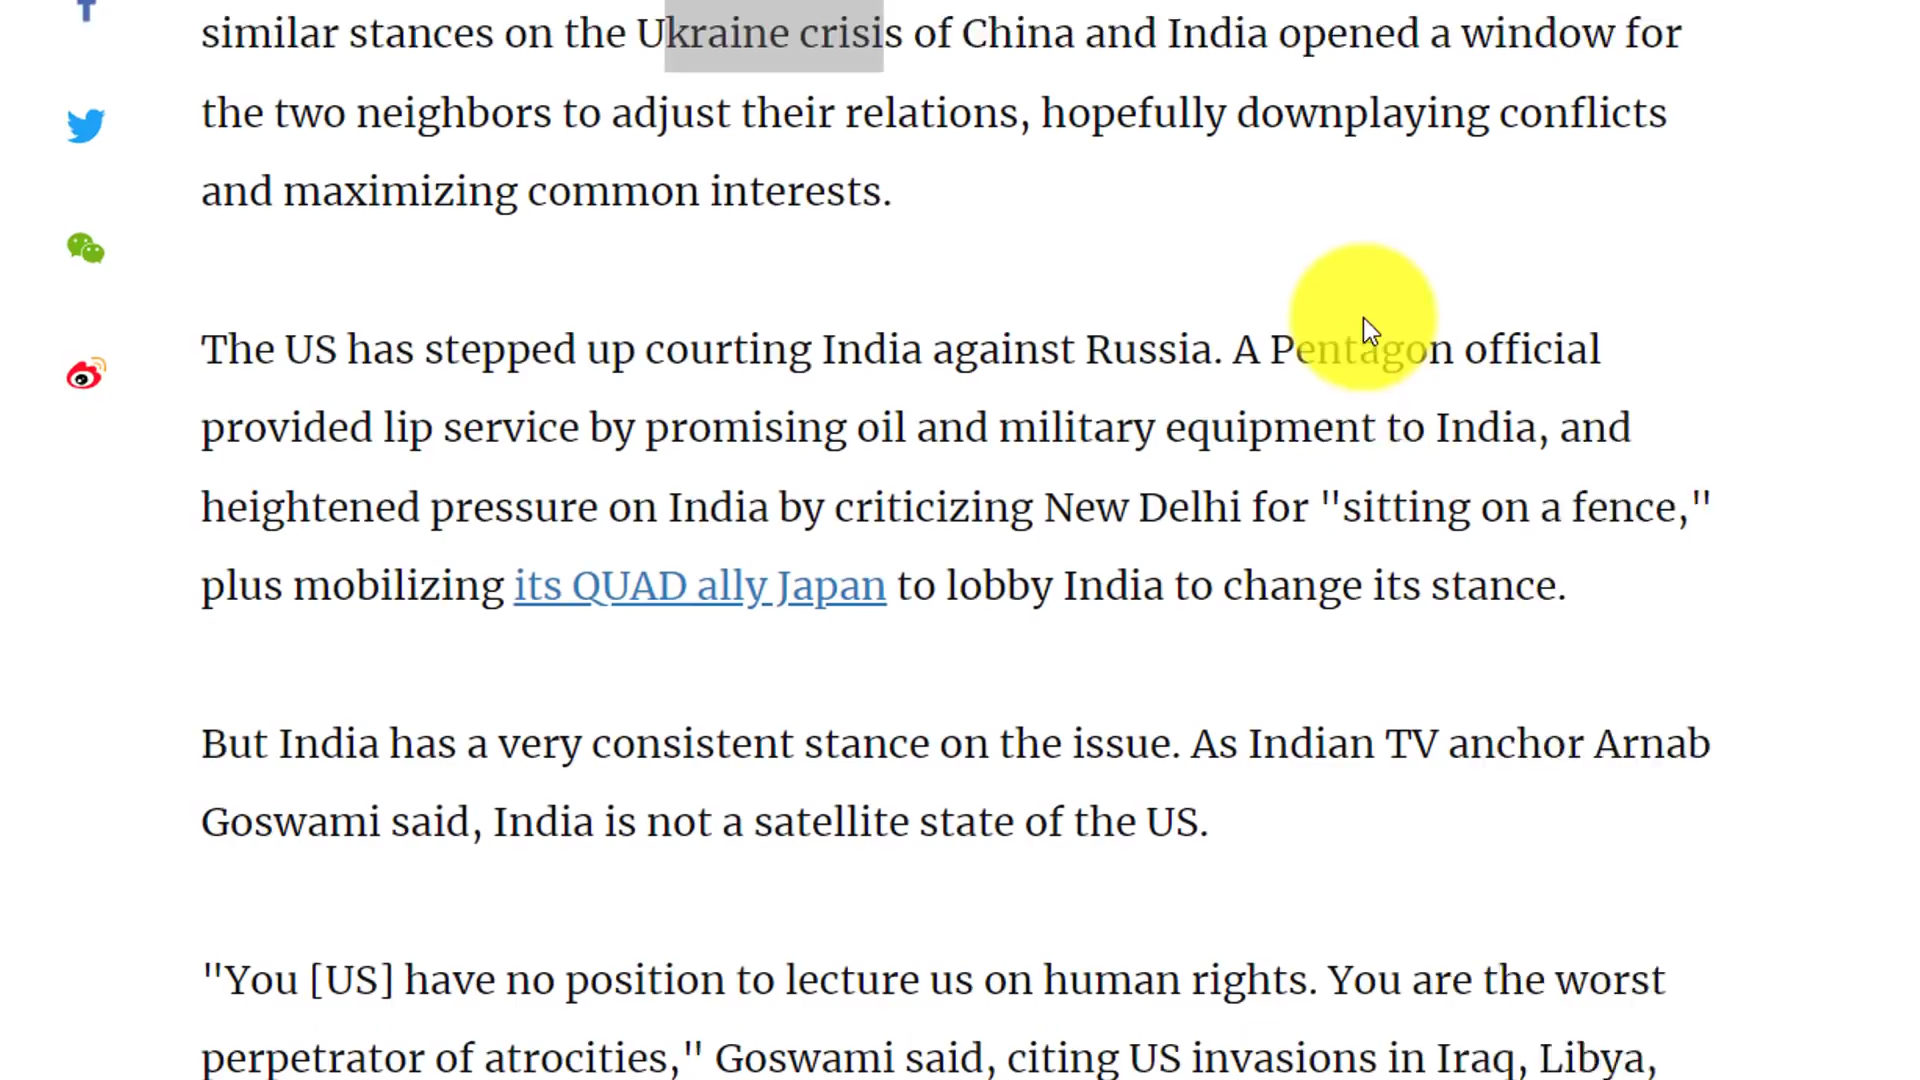 similar stances on the Ukraine crisis of China and India opened a window for
the two neighbors to adjust their relations, hopefully downplaying conflicts
and maximizing common interests.
The US has stepped up courting India against Russia. A Pentagon official
provided lip service by promising oil and military equipment to India, and
heightened pressure on India by criticizing New Delhi for "sitting on a fence,"
plus mobilizing its QUAD ally Japan to lobby India to change its stance.
But India has a very consistent stance on the issue. As Indian TV anchor Arnab
Goswami said, India is not a satellite state of the US.
"You [US] have no position to lecture us on human rights. You are the worst
perpetrator of atrocities," Goswami said, citing US invasions in Iraq, Libya,